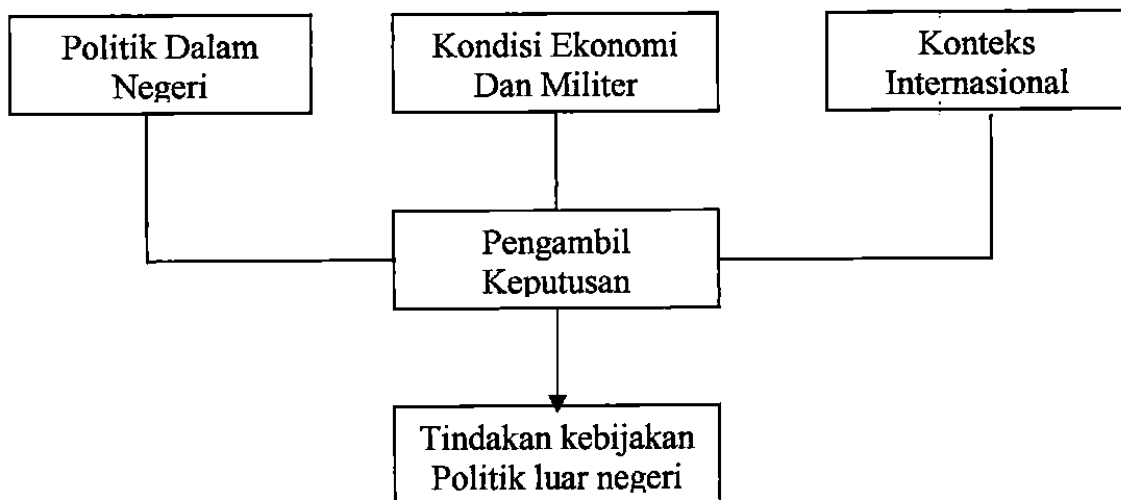 Politik Dalam
Negeri
Kondisi Ekonomi
Dan Militer
Konteks
Internasional
Pengambil
Keputusan
Tindakan kebijakan
Politik luar negeri